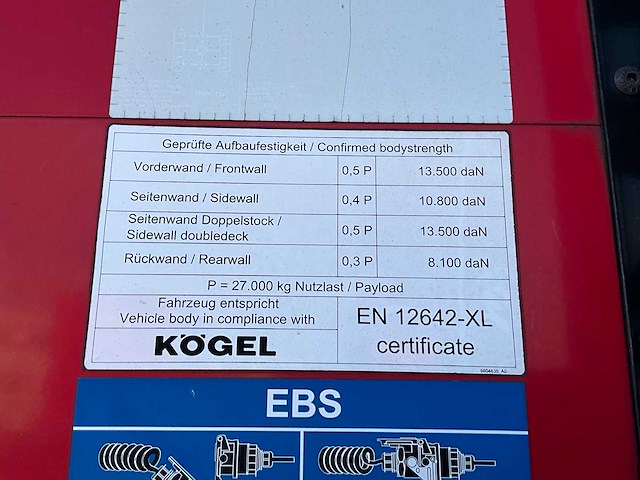 Geprüfte Aufbaufestigkeit / Confirmed bodystrength
Vorderwand / Frontwall 0,5 P 13.500 daN
Seitenwand / Sidewall 0,4 P 10.800 daN
Seitenwand Doppelstock /
Sidewall doubledeck 0,5 P 13.500 daN
Rückwand / Rearwall 0,3 P 8.100 daN
P = 27.000 kg Nutzlast / Payload
Fahrzeug entspricht
Vehicle body in compliance with
KÖGEL
EN 12642-XL
certificate
EBS